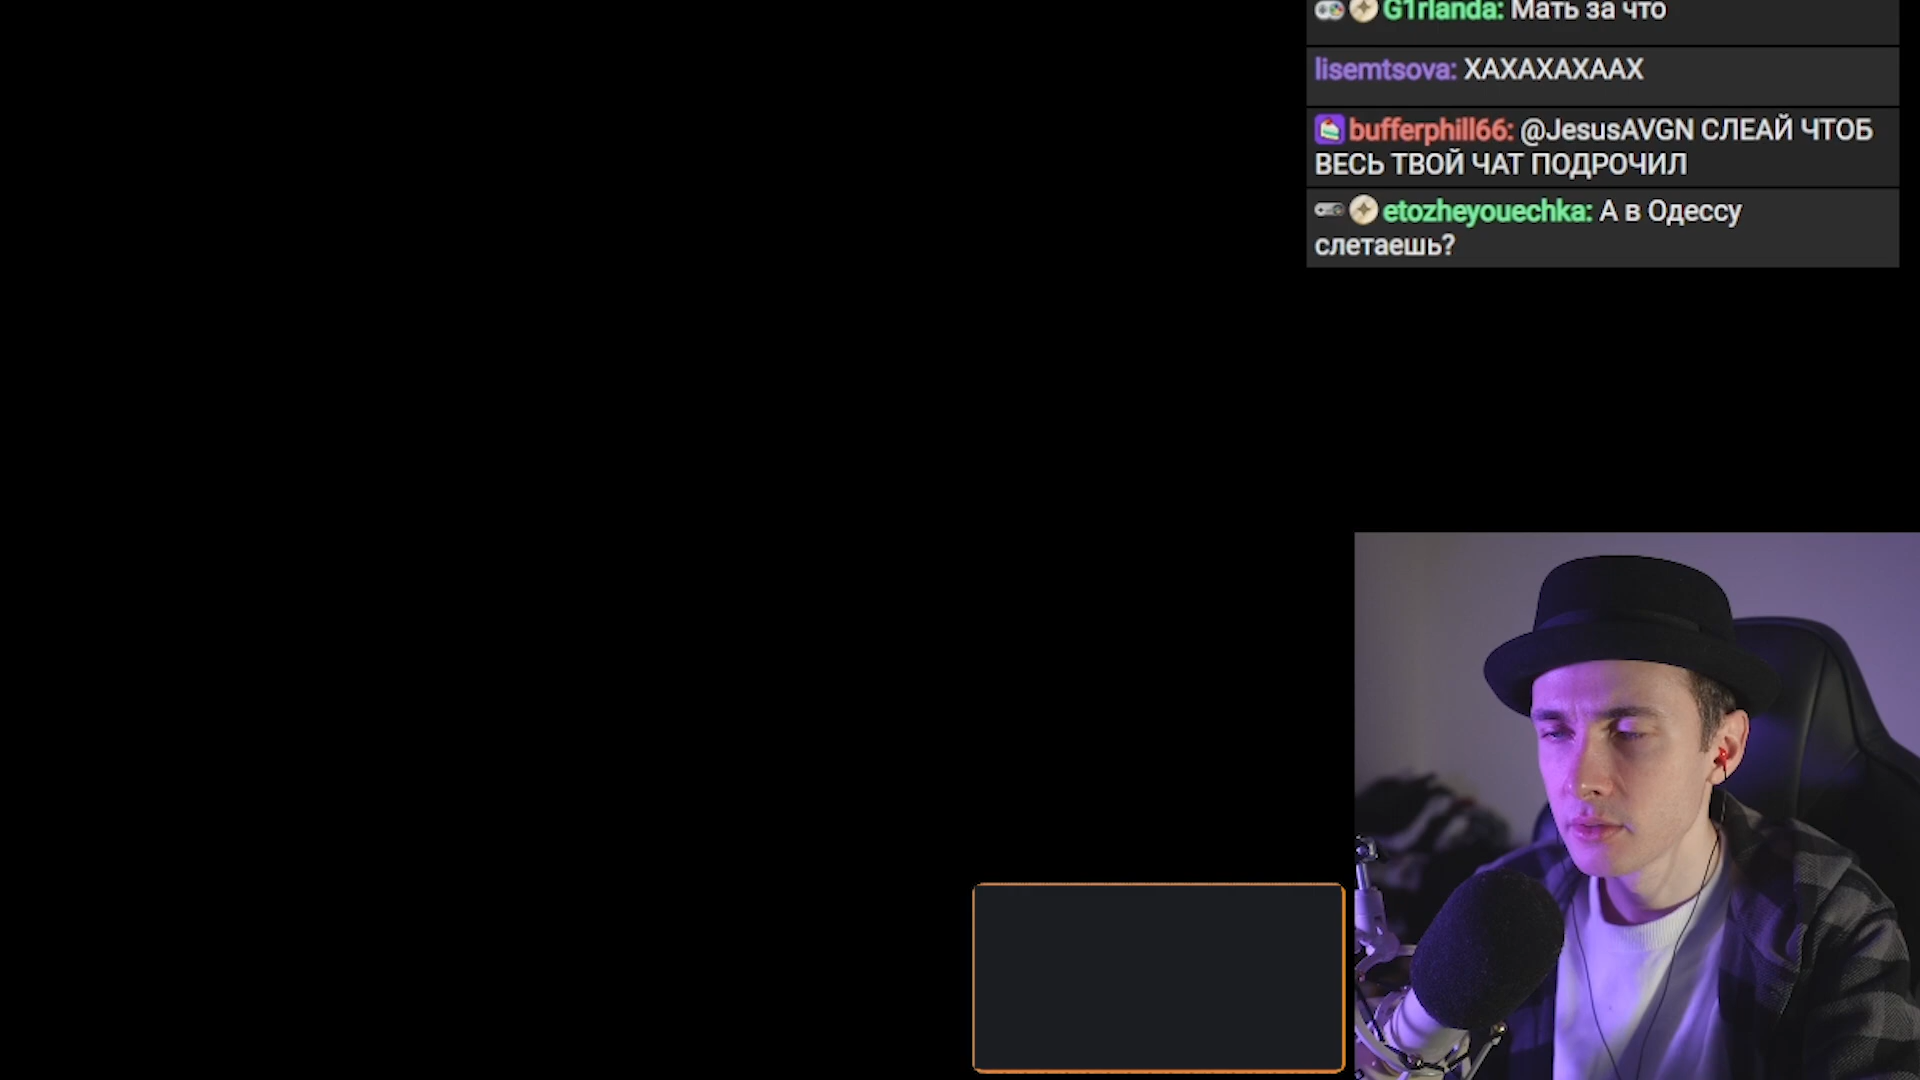 G1rlanda: Мать за что
lisemtsova: ХАХАХАХААХ
bufferphill66: @JesusAVGN СЛЕАЙ ЧТОБ
ВЕСЬ ТВОЙ ЧАТ ПОДРОЧИЛ
etozheyouechka: А в Одессу
слетаешь?